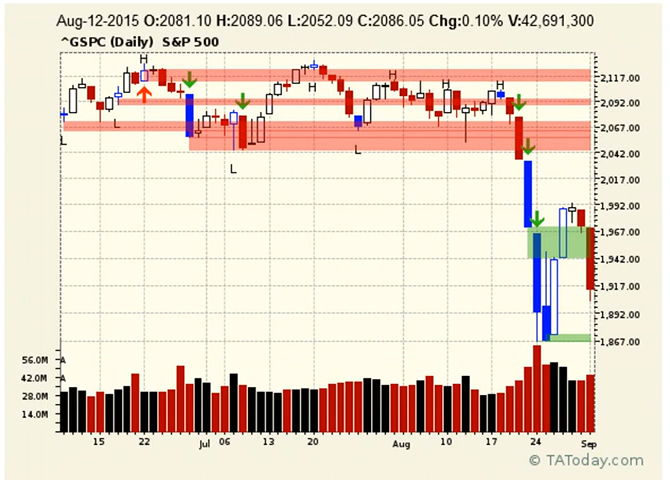 Aug-12-2015 O:2081.10 H:2089.06 L:2052.09 C:2086.05 Chg:0.10% V:42,691,300
^GSPC (Daily) S&P 500
H
H
H
H
H
H
L
L
L
L
2,117.00
2,092.00
2,067.00
2,042.00
2,017.00
1,992.00
1,967.00
1,942.00
1,917.00
1,892.00
1,867.00
56.0M
A
42.0M
A
28.0M
14.0M
15 22 Jul 06 13 20 Aug 10 17 24 Sep
© TAToday.com